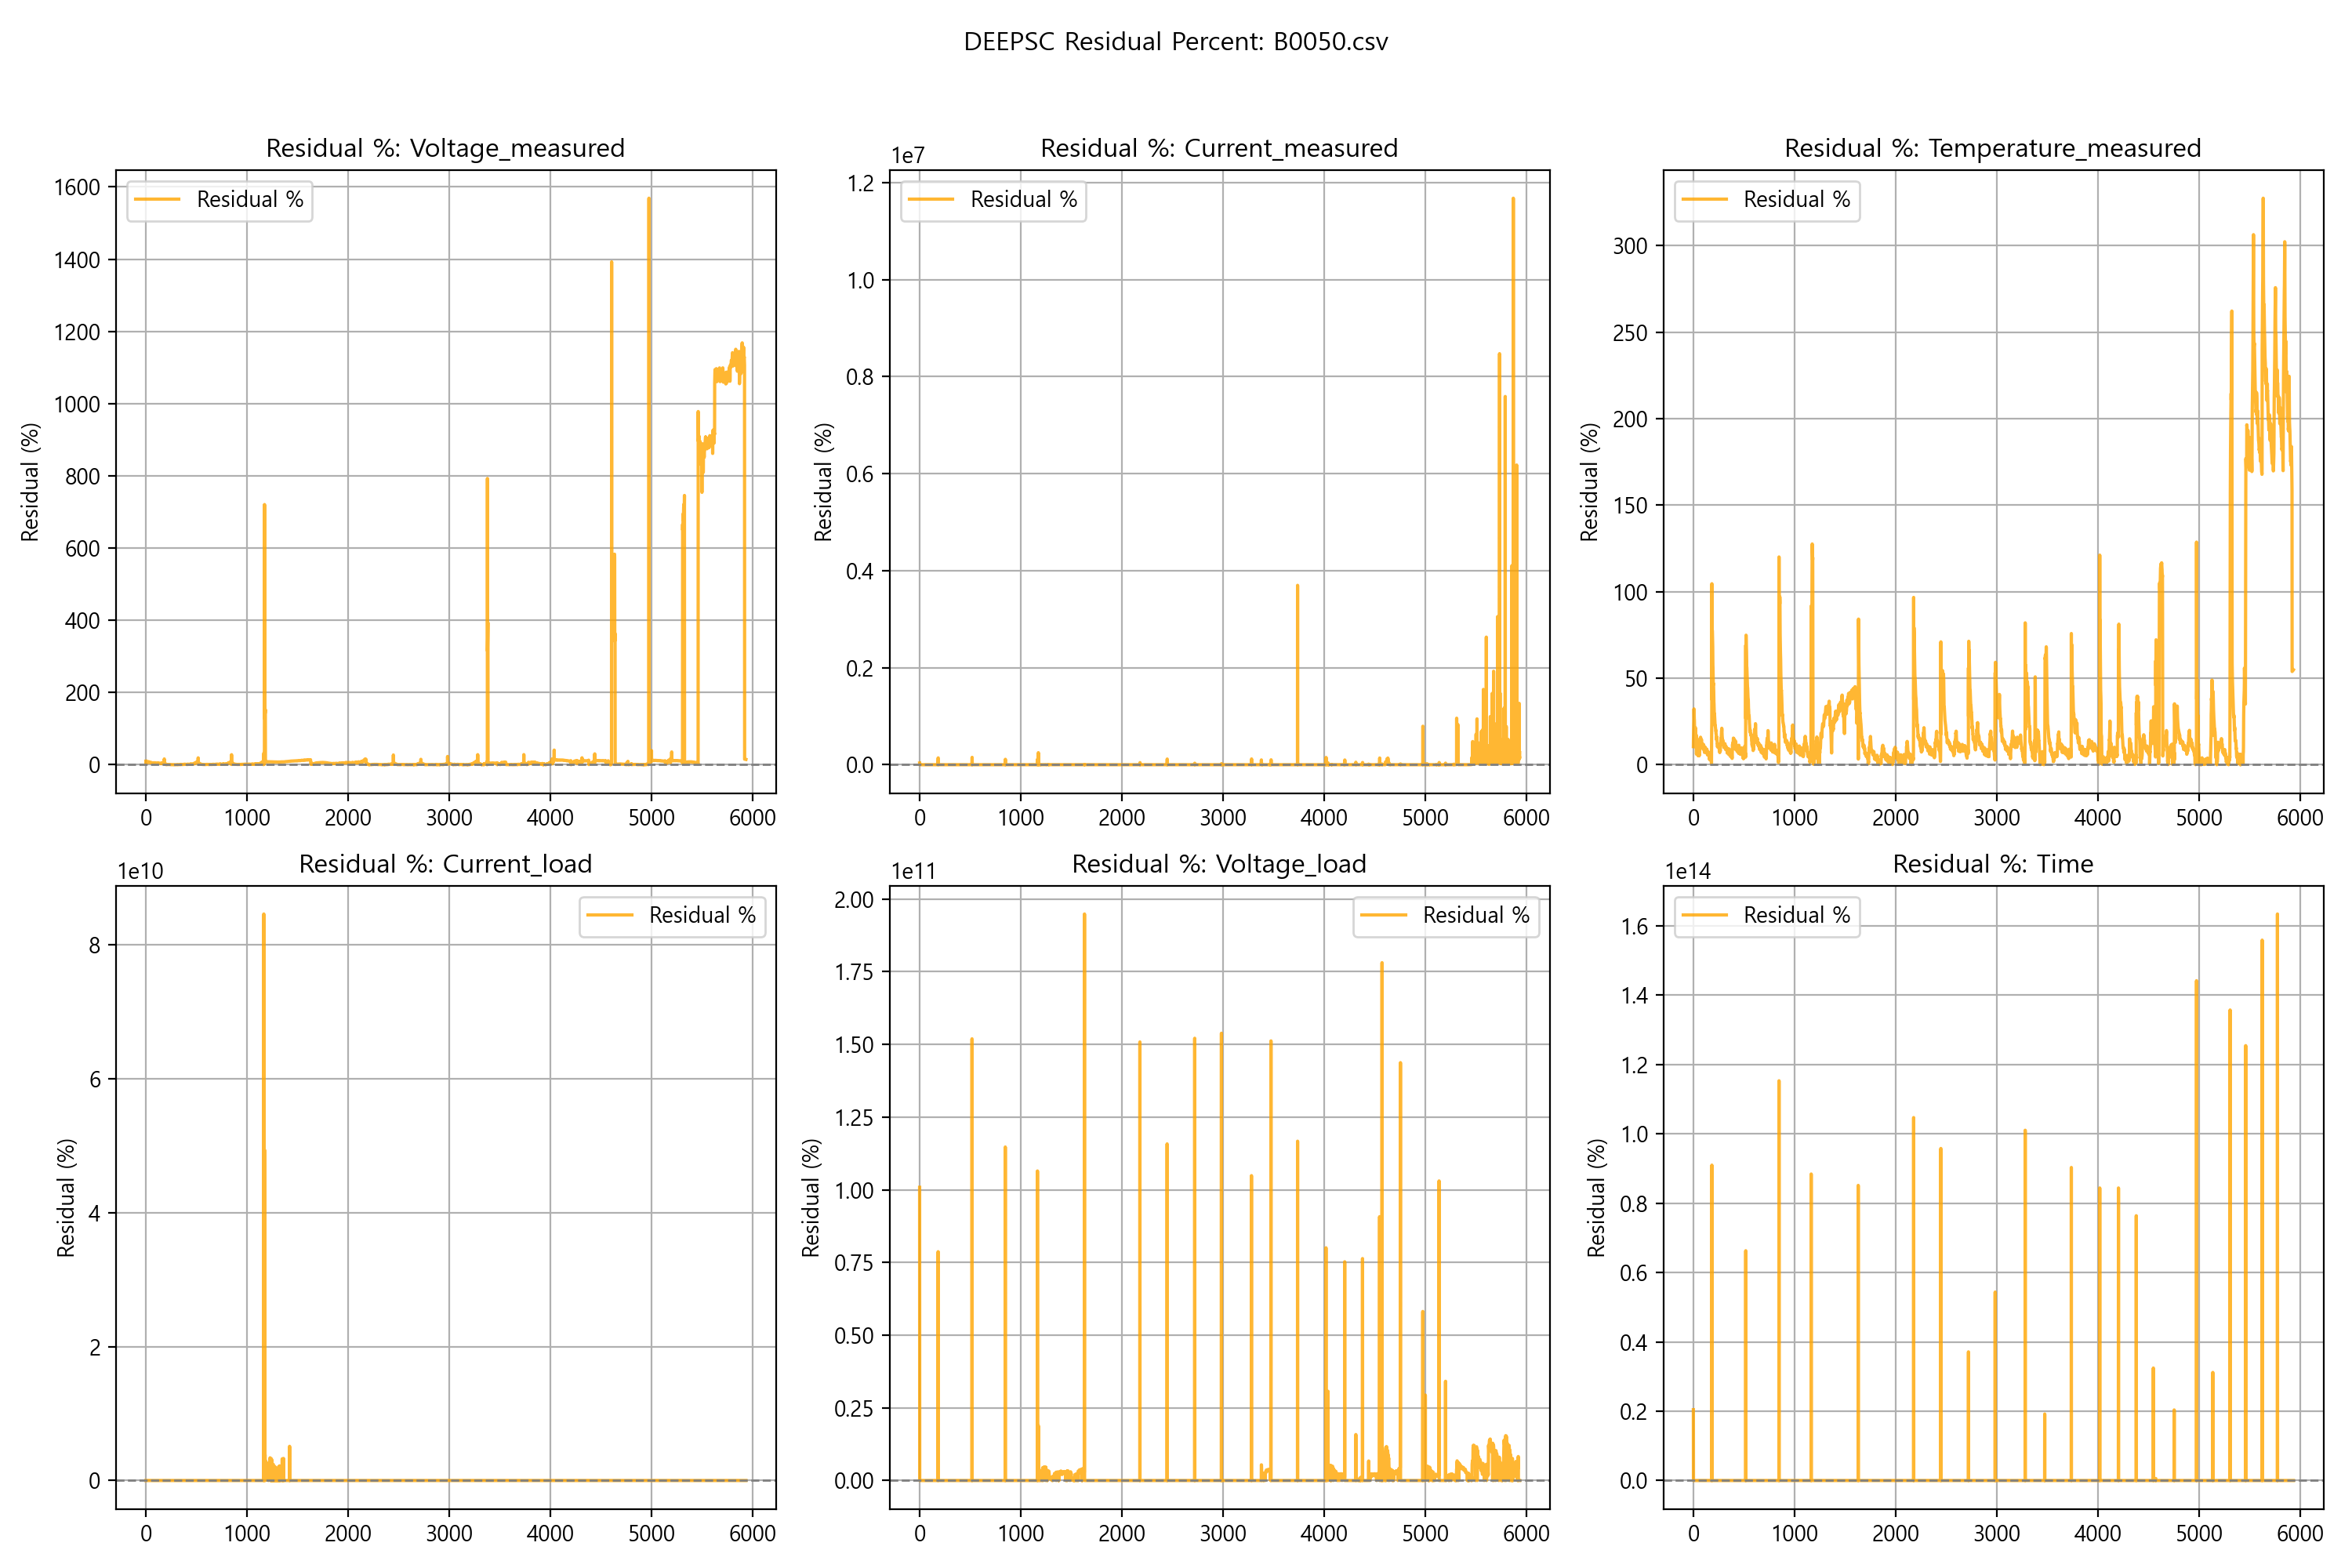 DEEPSC Residual Percent: B0050.csv
Residual %: Voltage_measured
Residual %
Residual (%)
1600
1400
1200
1000
800
600
400
200
0
0 1000 2000 3000 4000 5000 6000
Residual %: Current_measured
1e7
Residual %
Residual (%)
1.2
1.0
0.8
0.6
0.4
0.2
0.0
0 1000 2000 3000 4000 5000 6000
Residual %: Temperature_measured
Residual %
Residual (%)
300
250
200
150
100
50
0
0 1000 2000 3000 4000 5000 6000
Residual %: Current_load
1e10
Residual %
Residual (%)
8
6
4
2
0
0 1000 2000 3000 4000 5000 6000
Residual %: Voltage_load
1e11
Residual %
Residual (%)
2.00
1.75
1.50
1.25
1.00
0.75
0.50
0.25
0.00
0 1000 2000 3000 4000 5000 6000
Residual %: Time
1e14
Residual %
Residual (%)
1.6
1.4
1.2
1.0
0.8
0.6
0.4
0.2
0.0
0 1000 2000 3000 4000 5000 6000